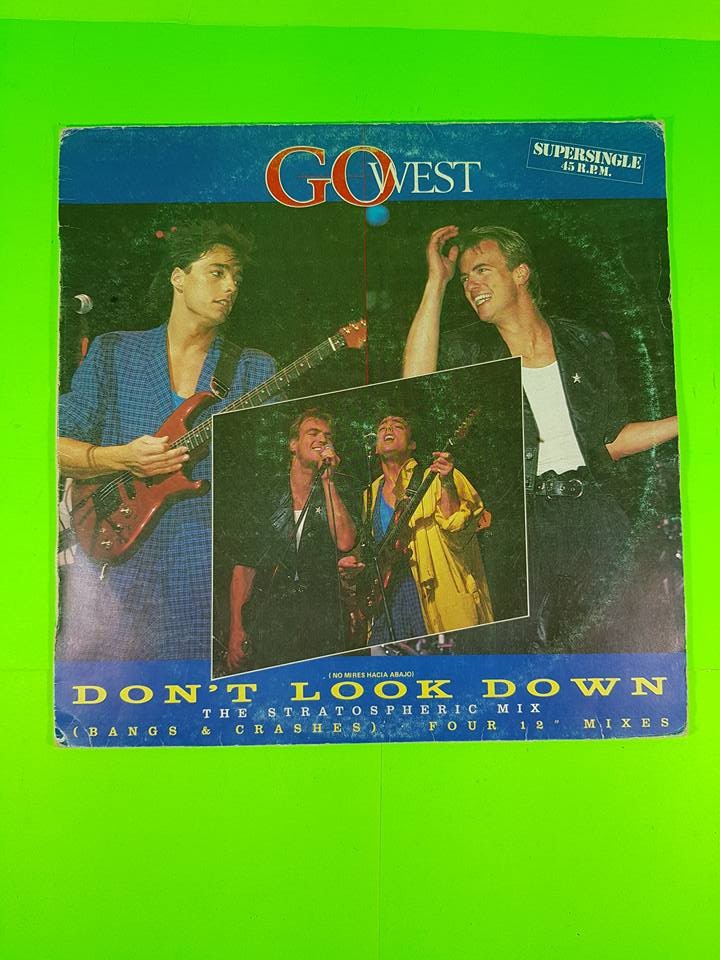 GO WEST
SUPERSINGLE
45 R.P.M.
(NO MIRES HACIA ABAJO)
DON'T LOOK DOWN
THE STRATOSPHERIC MIX
(BANGS & CRASHES) · FOUR 12" MIXES